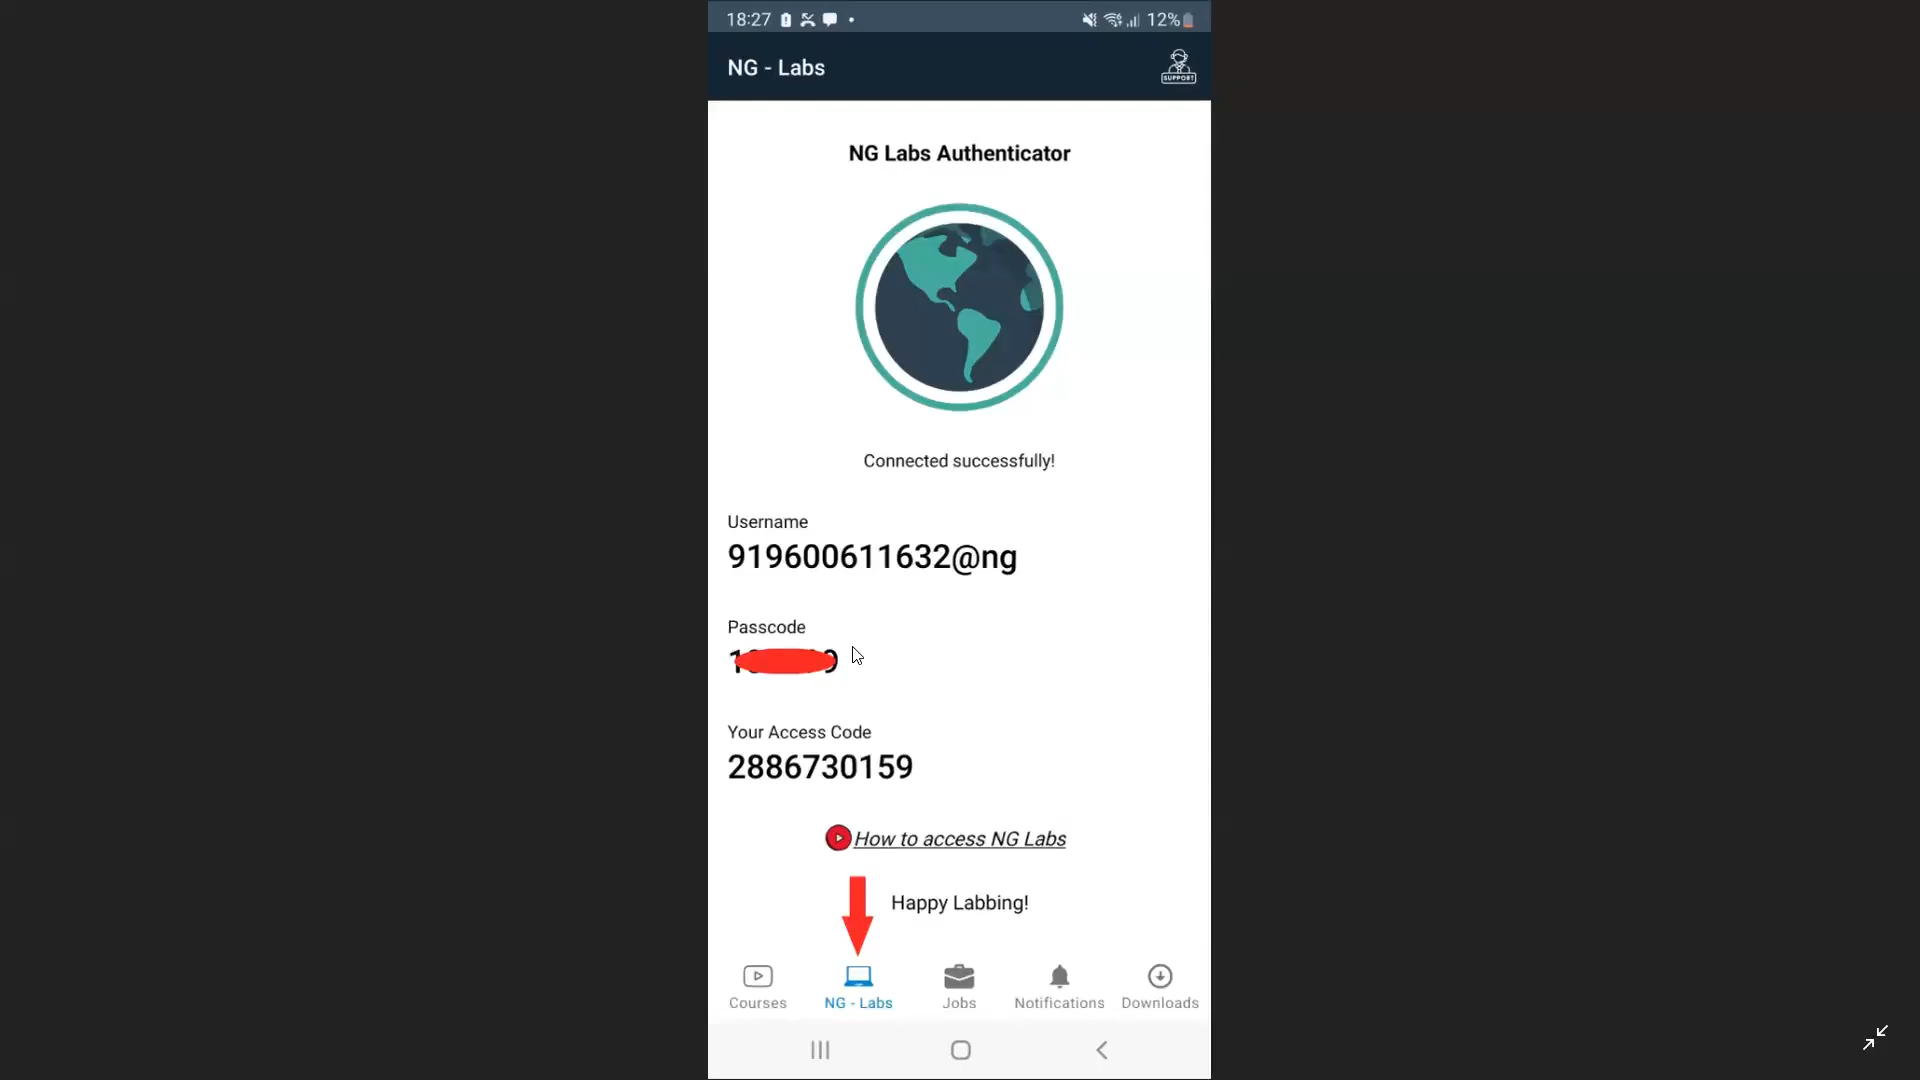 18:27
12%
NG - Labs
SUPPORT
NG Labs Authenticator
Connected successfully!
Username
919600611632@ng
Passcode
Your Access Code
2886730159
How to access NG Labs
Happy Labbing!
Courses
NG - Labs
Jobs
Notifications
Downloads